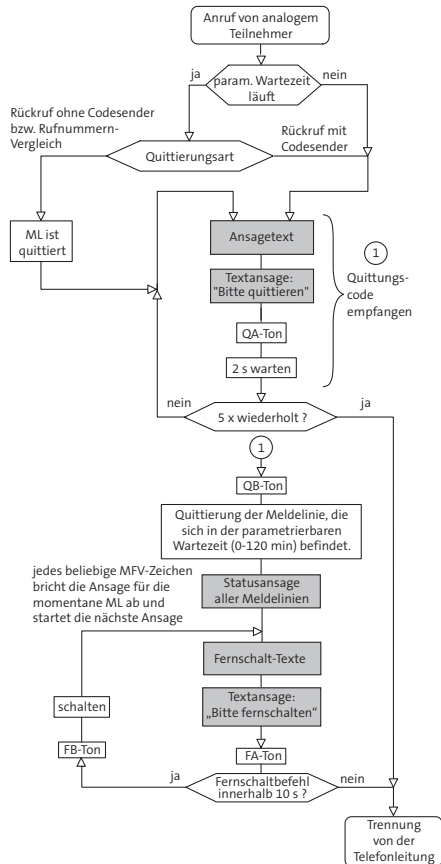 Anruf von analogem
Teilnehmer
ja
param. Wartezeit
läuft
nein
Rückruf ohne Codesender
bzw. Rufnummern-
Vergleich
Quittierungsart
Rückruf mit
Codesender
ML ist
quittiert
Ansagetext
Textansage:
"Bitte quittieren"
QA-Ton
2 s warten
1
Quittungs-
code
empfangen
nein
5 x wiederholt ?
ja
1
QB-Ton
Quittierung der Meldelinie, die
sich in der parametrierbaren
Wartezeit (0-120 min) befindet.
jedes beliebige MFV-Zeichen
bricht die Ansage für die
momentane ML ab und
startet die nächste Ansage
Statusansage
aller Meldelinien
Fernschalt-Texte
Textansage:
„Bitte fernschalten“
schalten
FB-Ton
FA-Ton
ja
Fernschaltbefehl
innerhalb 10 s ?
nein
Trennung
von der
Telefonleitung